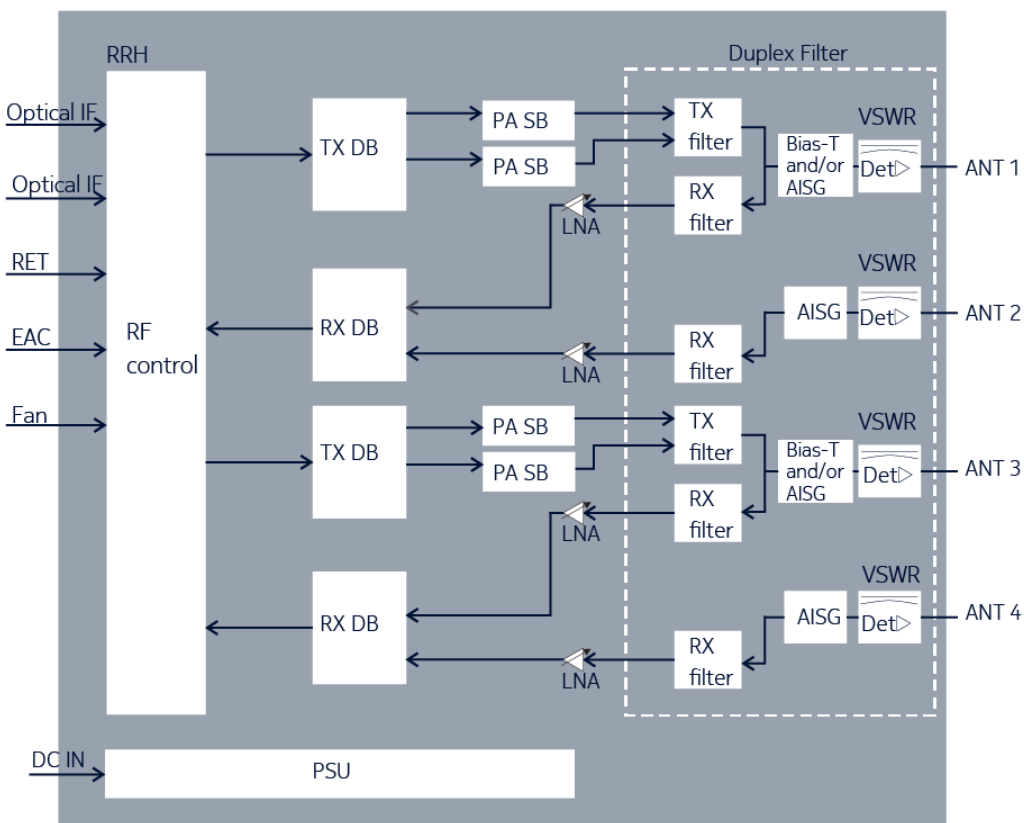 RRH
Duplex Filter
Optical IF
Optical IF
RET
EAC
Fan
RF
control
TX DB
PA SB
PA SB
TX
filter
VSWR
Bias-T
and/or
AISG
Det
ANT 1
RX
filter
LNA
RX DB
VSWR
AISG
Det
ANT 2
RX
filter
LNA
TX DB
PA SB
PA SB
TX
filter
VSWR
Bias-T
and/or
AISG
Det
ANT 3
RX
filter
LNA
RX DB
VSWR
AISG
Det
ANT 4
RX
filter
LNA
DC IN
PSU